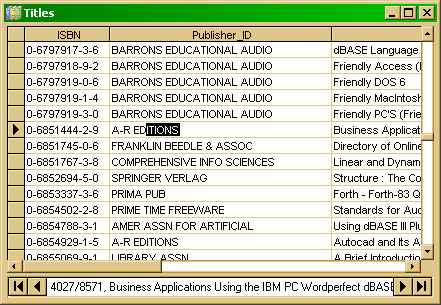 Titles
ISBN Publisher_ID
0-6797917-3-6 BARRONS EDUCATIONAL AUDIO dBASE Language
0-6797918-9-2 BARRONS EDUCATIONAL AUDIO Friendly Access (
0-6797919-0-6 BARRONS EDUCATIONAL AUDIO Friendly DOS 6
0-6797919-1-4 BARRONS EDUCATIONAL AUDIO Friendly MacIntosh
0-6797919-3-0 BARRONS EDUCATIONAL AUDIO Friendly PC'S (Frie
0-6851444-2-9 A-R EDITIONS Business Applicat
0-6851745-0-6 FRANKLIN BEEDLE & ASSOC Directory of Online
0-6851767-3-8 COMPREHENSIVE INFO SCIENCES Linear and Dynam
0-6852694-5-0 SPRINGER VERLAG Structure : The Co
0-6853337-3-6 PRIMA PUB Forth - Forth-83 Q
0-6854502-2-8 PRIME TIME FREEWARE Standards for Aud
0-6854788-3-1 AMER ASSN FOR ARTIFICIAL Using dBASE III Plu
0-6854929-1-5 A-R EDITIONS Autocad and Its A
0-6855069-9-1 LIBRARY ASSN A Brief Introductio
4027/8571, Business Applications Using the IBM PC Wordperfect dBASE